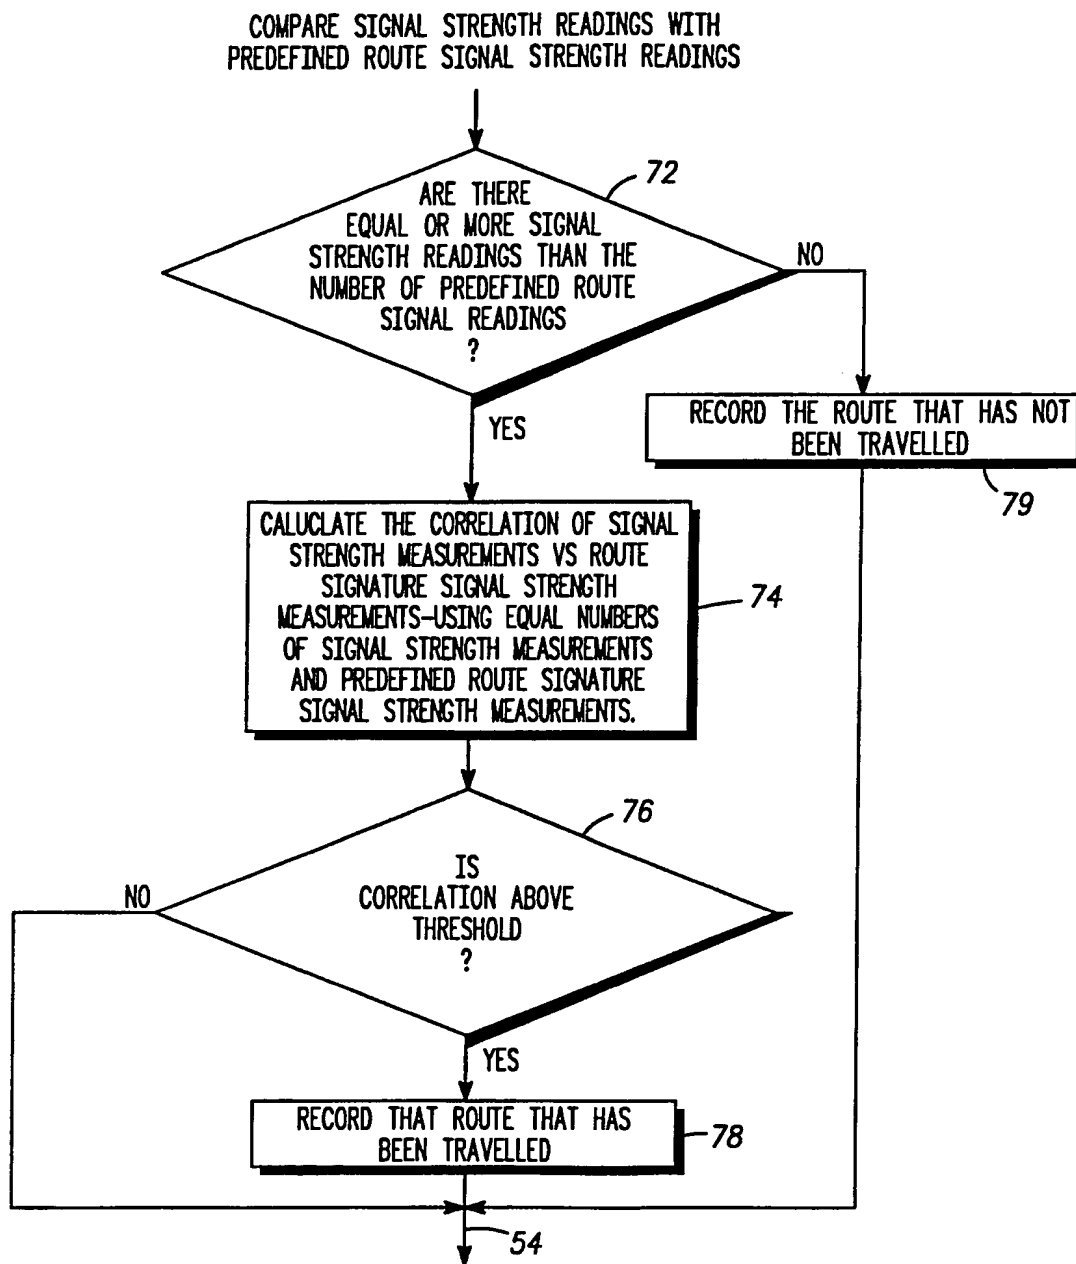 COMPARE SIGNAL STRENGTH READINGS WITH
PREDEFINED ROUTE SIGNAL STRENGTH READINGS
72
ARE THERE
EQUAL OR MORE SIGNAL
STRENGTH READINGS THAN THE
NUMBER OF PREDEFINED ROUTE
SIGNAL READINGS
?
NO
YES
RECORD THE ROUTE THAT HAS NOT
BEEN TRAVELLED
79
CALUCLATE THE CORRELATION OF SIGNAL
STRENGTH MEASUREMENTS VS ROUTE
SIGNATURE SIGNAL STRENGTH
MEASUREMENTS-USING EQUAL NUMBERS
OF SIGNAL STRENGTH MEASUREMENTS
AND PREDEFINED ROUTE SIGNATURE
SIGNAL STRENGTH MEASUREMENTS.
74
76
IS
CORRELATION ABOVE
THRESHOLD
?
NO
YES
RECORD THAT ROUTE THAT HAS
BEEN TRAVELLED
78
54